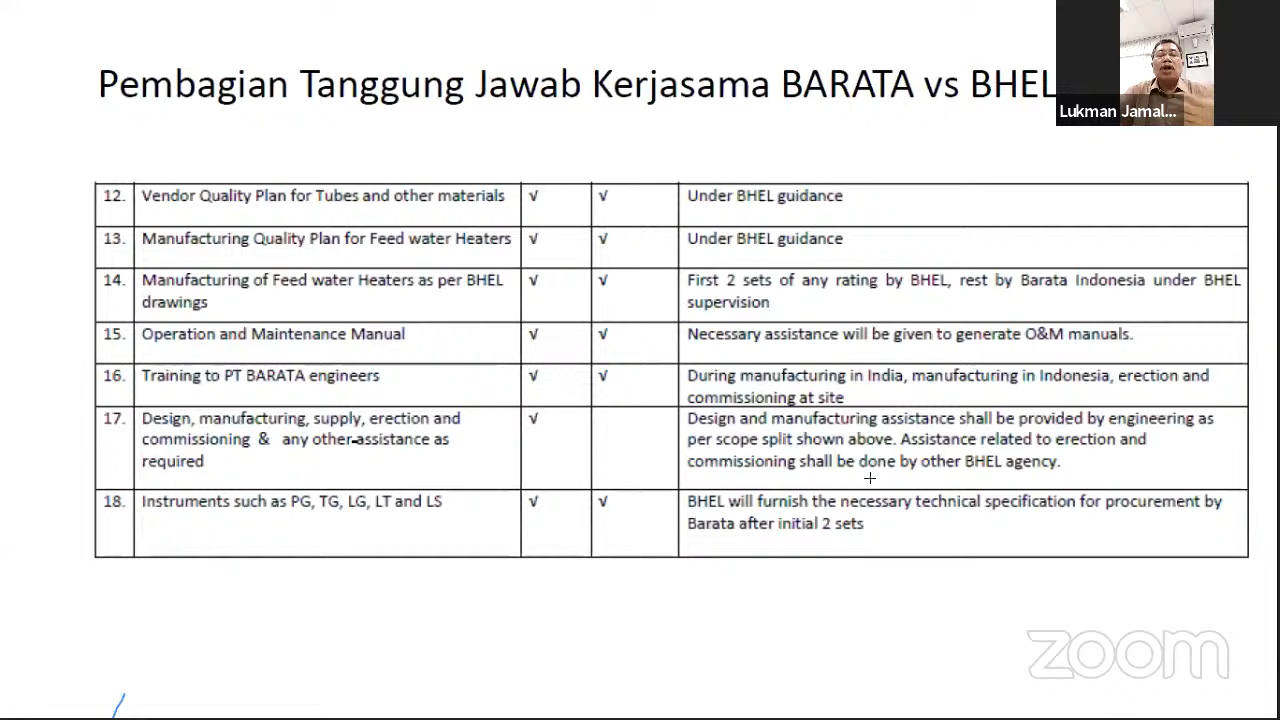 Pembagian Tanggung Jawab Kerjasama BARATA vs BHEL
Lukman Jamal...
12. Vendor Quality Plan for Tubes and other materials √ √ Under BHEL guidance
13. Manufacturing Quality Plan for Feed water Heaters √ √ Under BHEL guidance
14. Manufacturing of Feed water Heaters as per BHEL √ √ First 2 sets of any rating by BHEL, rest by Barata Indonesia under BHEL
drawings supervision
15. Operation and Maintenance Manual √ √ Necessary assistance will be given to generate O&M manuals.
16. Training to PT BARATA engineers √ √ During manufacturing in India, manufacturing in Indonesia, erection and
commissioning at site
17. Design, manufacturing, supply, erection and √ Design and manufacturing assistance shall be provided by engineering as
commissioning & any other assistance as per scope split shown above. Assistance related to erection and
required commissioning shall be done by other BHEL agency.
18. Instruments such as PG, TG, LG, LT and LS √ √ BHEL will furnish the necessary technical specification for procurement by
Barata after initial 2 sets
zoom